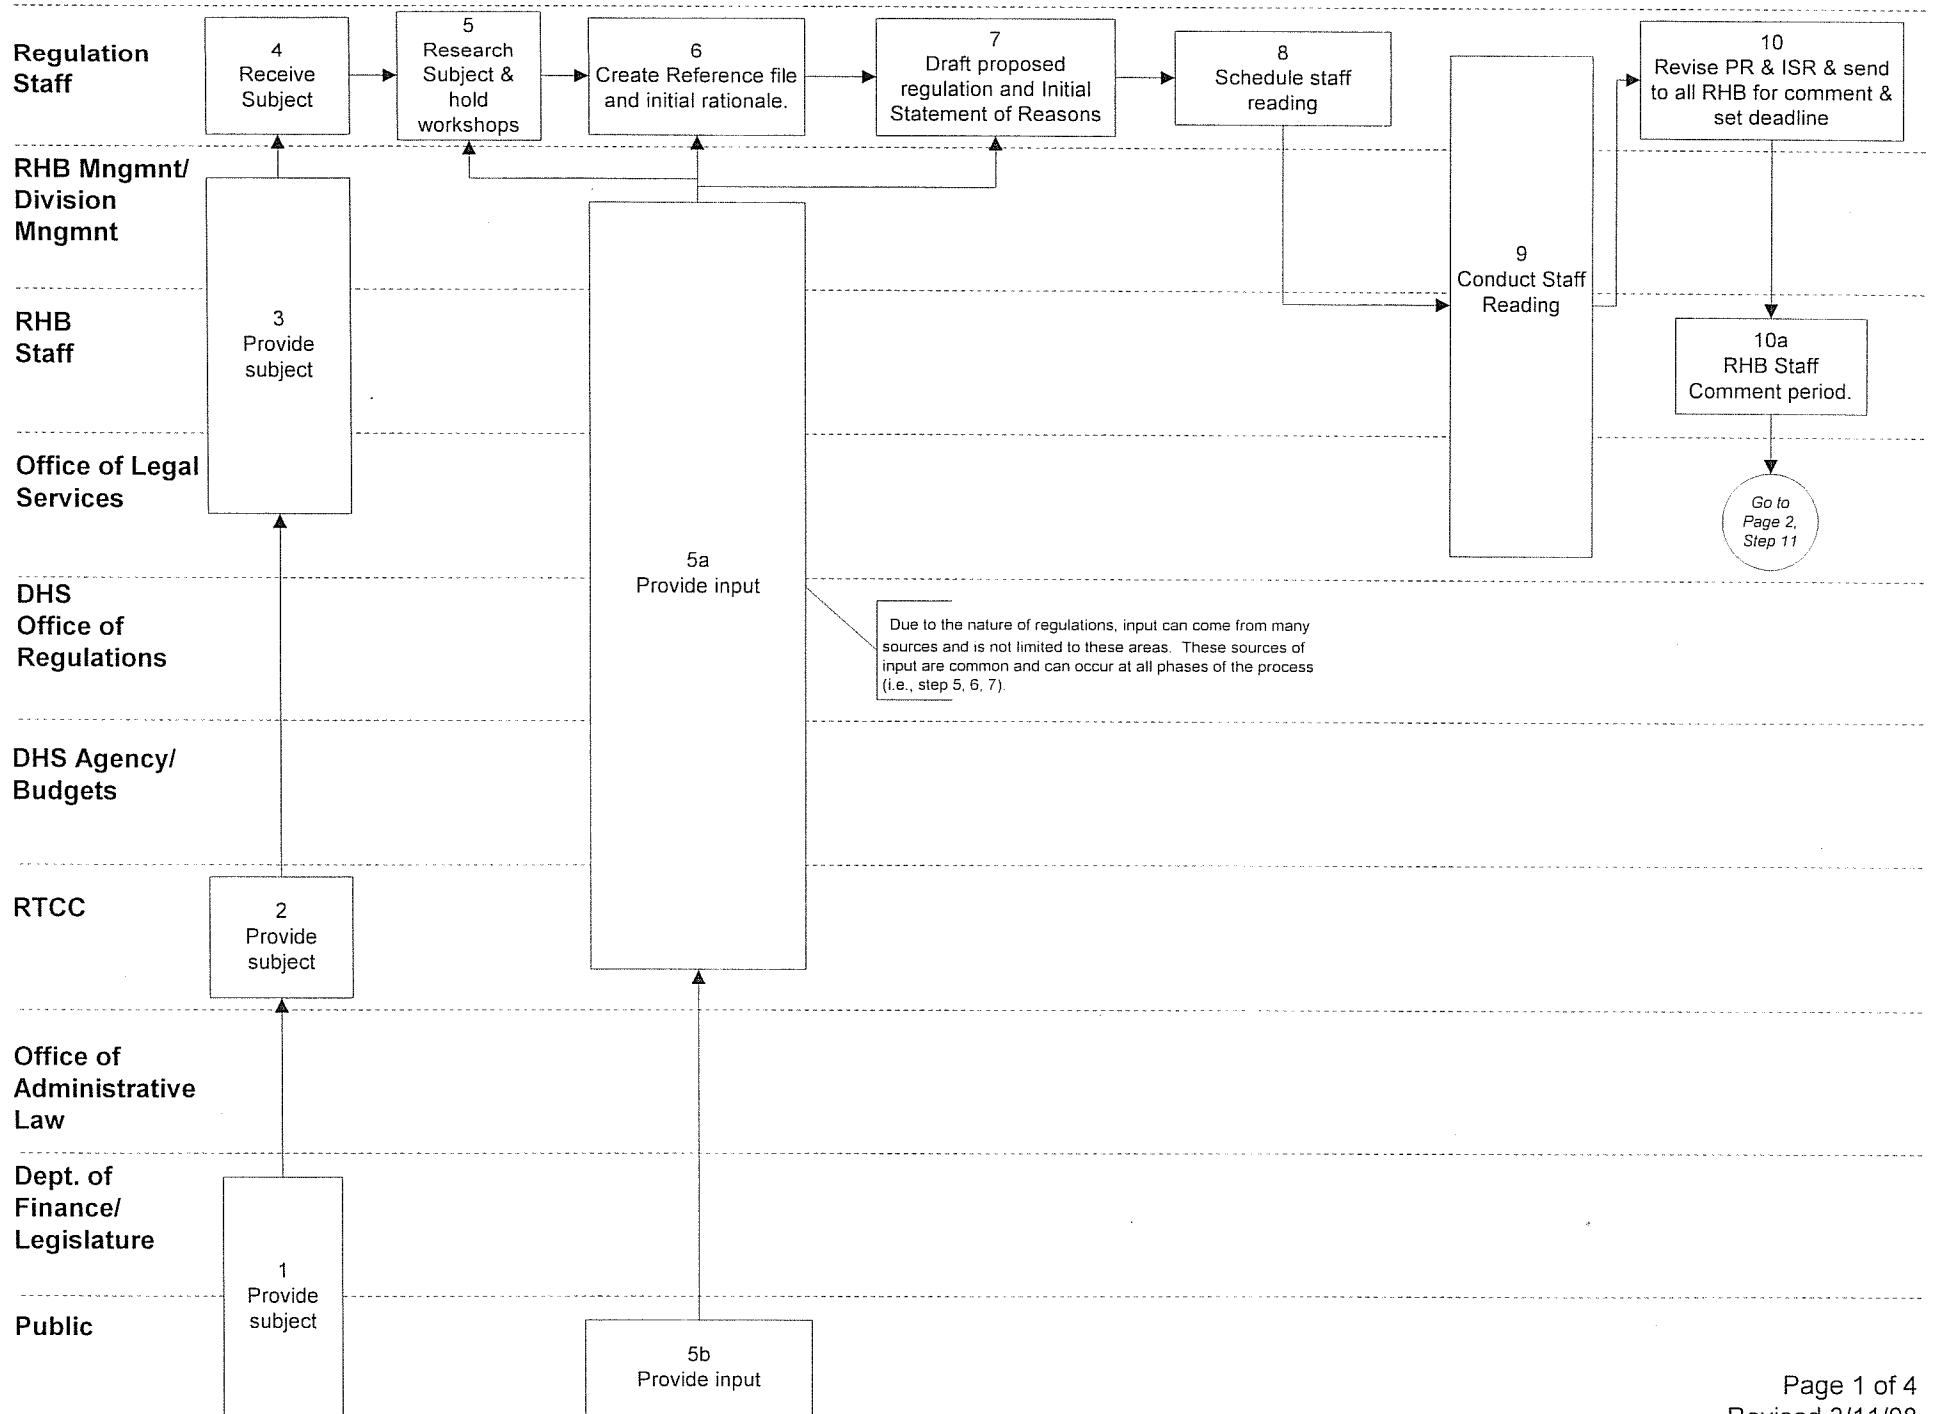 Regulation
Staff
4
Receive
Subject
5
Research
Subject &
hold
workshops
6
Create Reference file
and initial rationale.
7
Draft proposed
regulation and Initial
Statement of Reasons
8
Schedule staff
reading
10
Revise PR & ISR & send
to all RHB for comment &
set deadline
RHB Mngmnt/
Division
Mngmnt
9
Conduct Staff
Reading
RHB
Staff
3
Provide
subject
10a
RHB Staff
Comment period.
Office of Legal
Services
Go to
Page 2,
Step 11
5a
Provide input
DHS
Office of
Regulations
Due to the nature of regulations, input can come from many
sources and is not limited to these areas. These sources of
input are common and can occur at all phases of the process
(i.e., step 5, 6, 7).
DHS Agency/
Budgets
RTCC
2
Provide
subject
Office of
Administrative
Law
Dept. of
Finance/
Legislature
1
Provide
subject
Public
5b
Provide input
Page 1 of 4
Revised 3/11/98